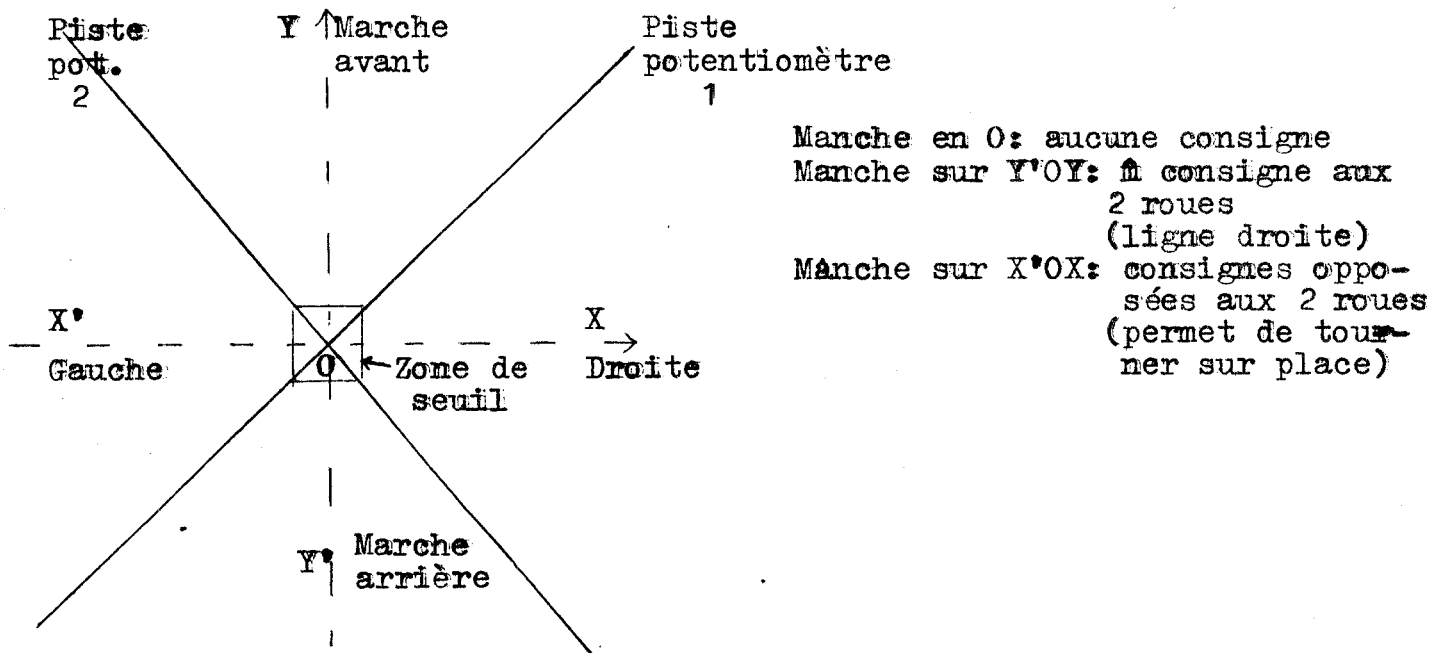 Piste
pot.
2
Y
Marche
avant
Piste
potentiomètre
1
Manche en O: aucune consigne
Manche sur Y'OY: consigne aux
2 roues
(ligne droite)
Manche sur X'OX: consignes oppo-
sées aux 2 roues
(permet de tour-
ner sur place)
X'
Gauche
O
Zone de
seuil
X
Droite
Y'
Marche
arrière